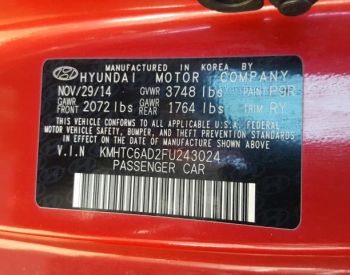 MANUFACTURED IN KOREA BY
HYUNDAI MOTOR COMPANY
NOV/29/14 GVWR 3748 lbs PAINT P9R
GAWR FRONT 2072 lbs GAWR REAR 1764 lbs TRIM RY
THIS VEHICLE CONFORMS TO ALL APPLICABLE U.S. FEDERAL MOTOR
VEHICLE SAFETY, BUMPER, AND THEFT PREVENTION STANDARDS
IN EFFECT ON THE DATE OF MANUFACTURE SHOWN ABOVE.
V.I.N KMHTC6AD2FU243024
PASSENGER CAR